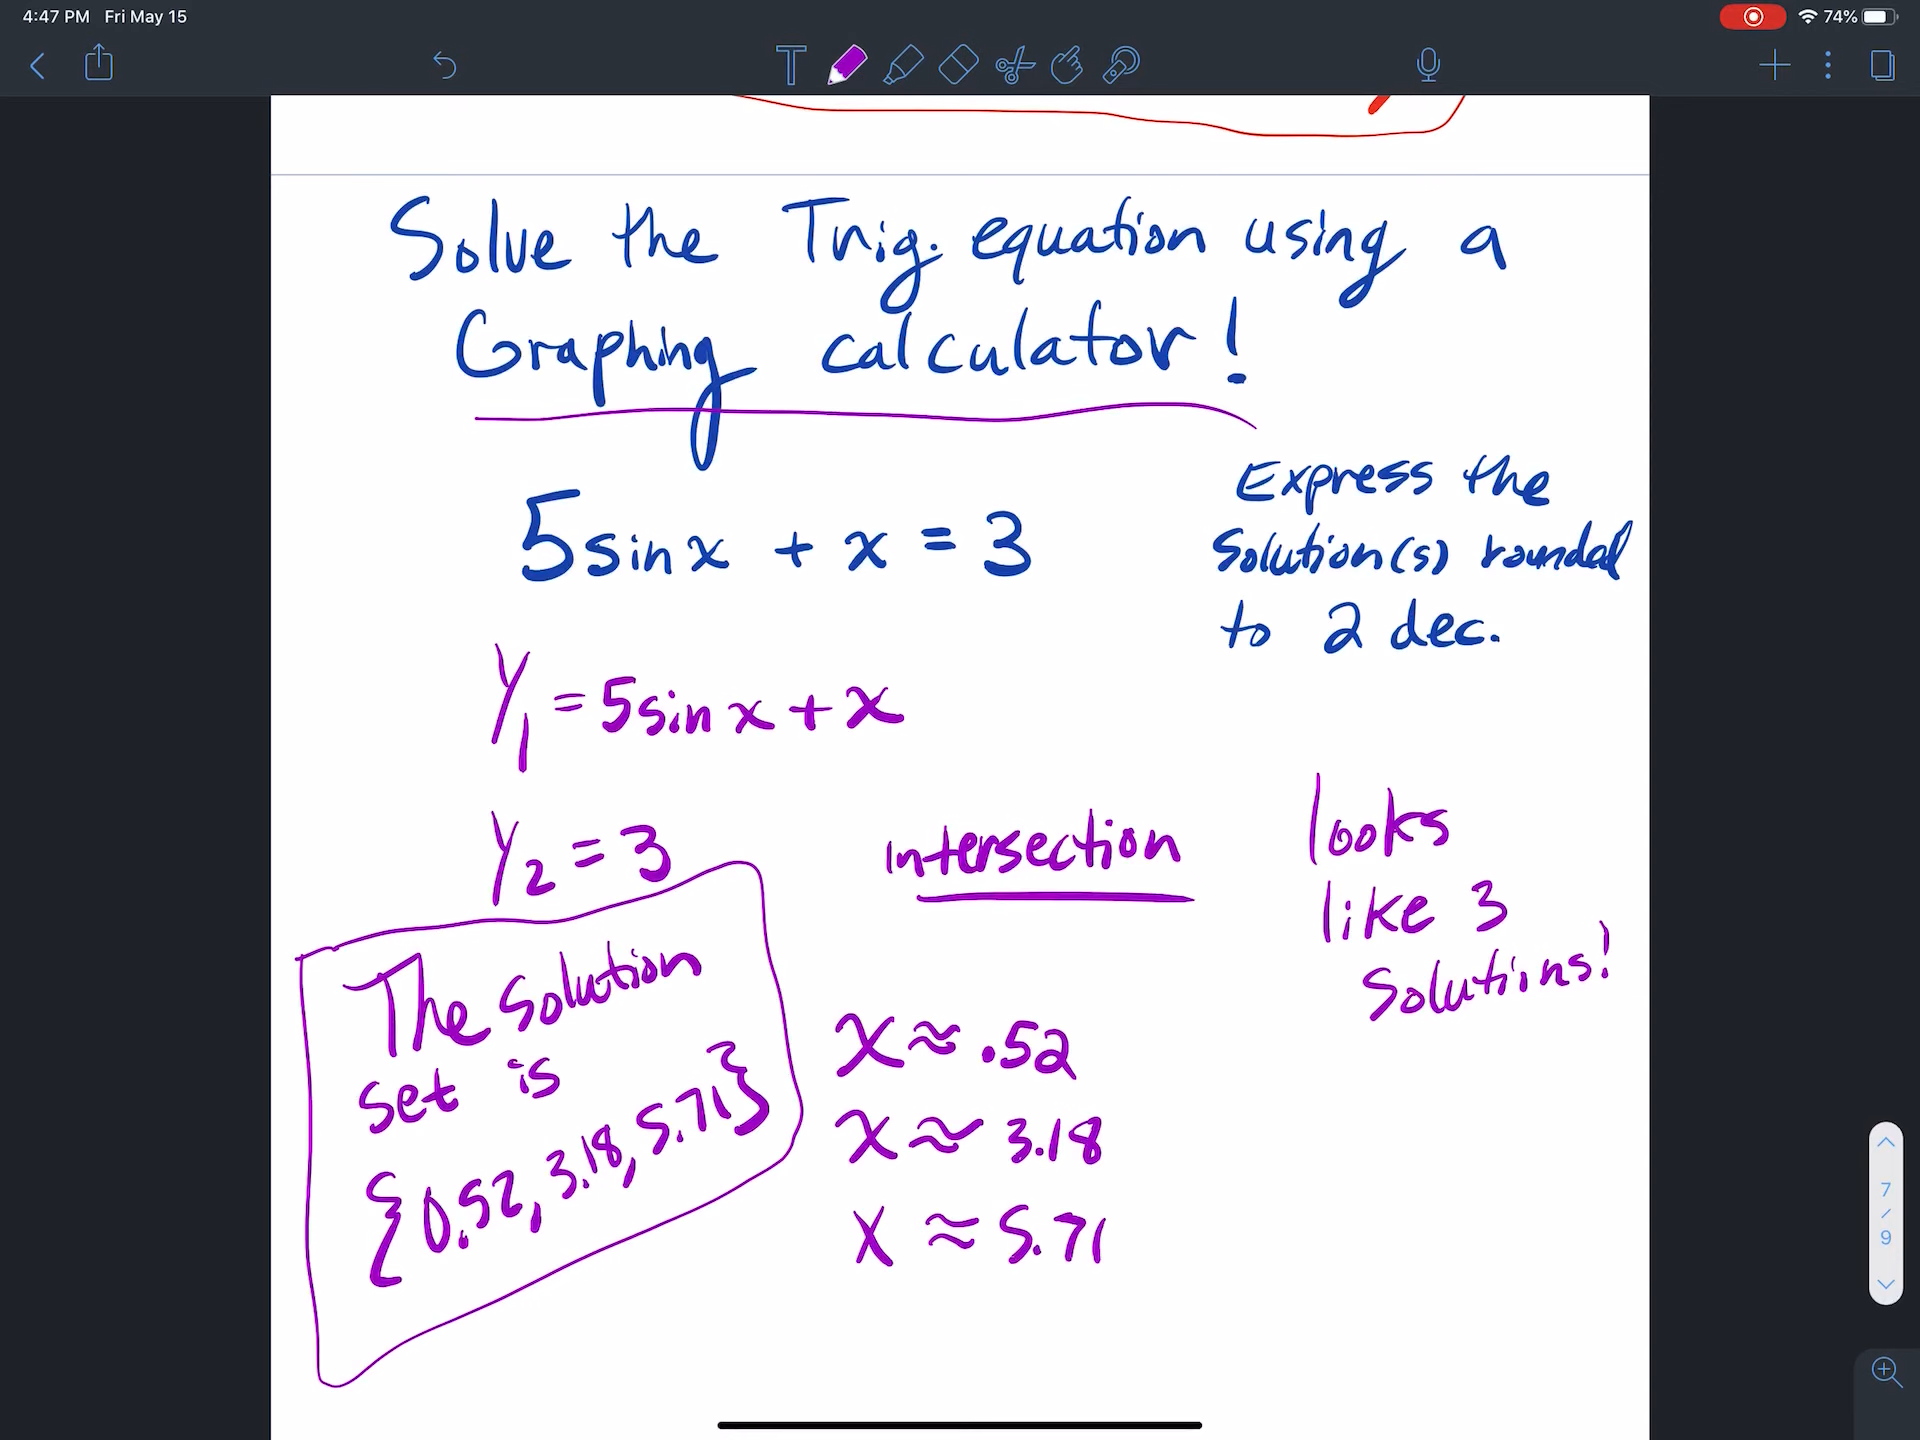 4:47 PM Fri May 15
74%
T
Solve the Trig. equation using a
Graphing calculator!
5sinx + x = 3
Express the
Solution(s) rounded
to 2 dec.
Y₁ = 5sinx + x
Y₂ = 3
Intersection
looks
like 3
Solutions!
The solution
set is
{0.52, 3.18, 5.71}
x ≈ .52
x ≈ 3.18
x ≈ 5.71
7
/
9